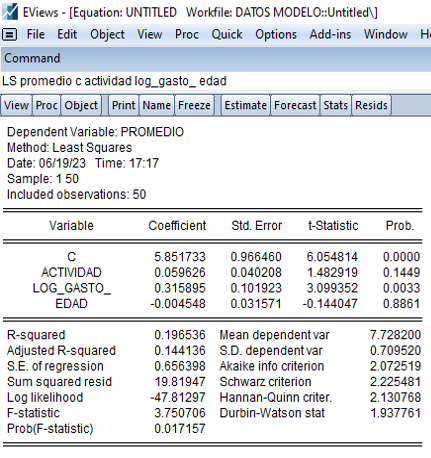 EViews - [Equation: UNTITLED Workfile: DATOS MODELO::Untitled\]
File Edit Object View Proc Quick Options Add-ins Window
Command
LS promedio c actividad log_gasto_ edad
View Proc Object Print Name Freeze Estimate Forecast Stats Resids
Dependent Variable: PROMEDIO
Method: Least Squares
Date: 06/19/23 Time: 17:17
Sample: 1 50
Included observations: 50
Variable Coefficient Std. Error t-Statistic Prob.
C 5.851733 0.966460 6.054814 0.0000
ACTIVIDAD 0.059626 0.040208 1.482919 0.1449
LOG_GASTO_ 0.315895 0.101923 3.099352 0.0033
EDAD -0.004548 0.031571 -0.144047 0.8861
R-squared 0.196536 Mean dependent var 7.728200
Adjusted R-squared 0.144136 S.D. dependent var 0.709520
S.E. of regression 0.656398 Akaike info criterion 2.072519
Sum squared resid 19.81947 Schwarz criterion 2.225481
Log likelihood -47.81297 Hannan-Quinn criter. 2.130768
F-statistic 3.750706 Durbin-Watson stat 1.937761
Prob(F-statistic) 0.017157